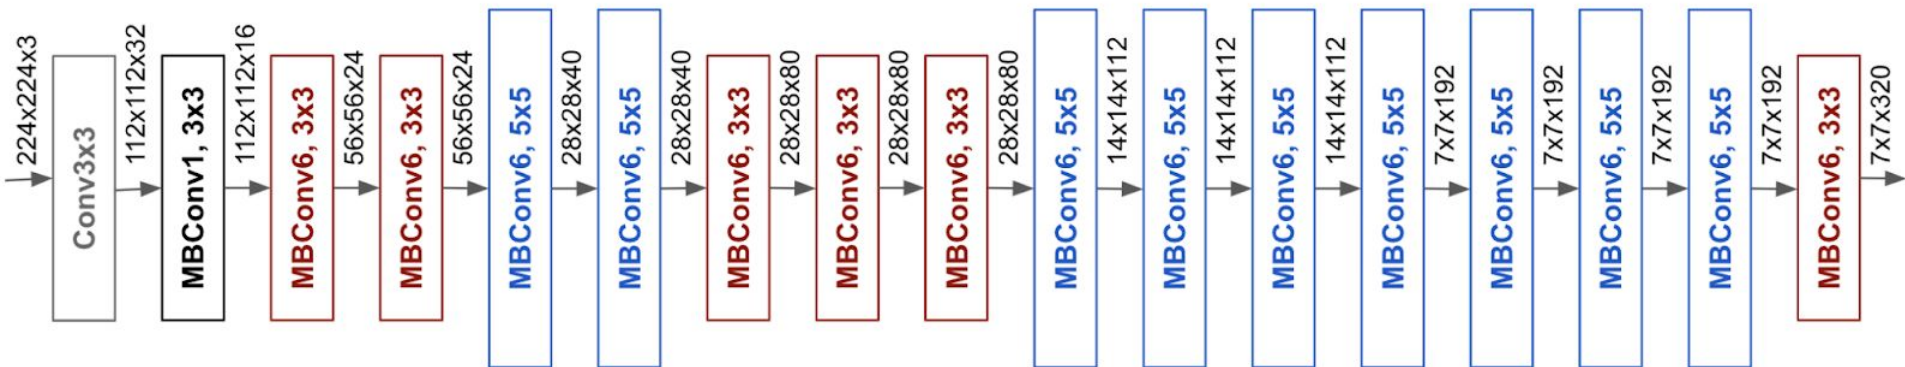 224x224x3
Conv3x3
112x112x32
MBConv1, 3x3
112x112x16
MBConv6, 3x3
56x56x24
MBConv6, 3x3
56x56x24
MBConv6, 5x5
28x28x40
MBConv6, 5x5
28x28x40
MBConv6, 3x3
28x28x80
MBConv6, 3x3
28x28x80
MBConv6, 3x3
28x28x80
MBConv6, 5x5
14x14x112
MBConv6, 5x5
14x14x112
MBConv6, 5x5
14x14x112
MBConv6, 5x5
7x7x192
MBConv6, 5x5
7x7x192
MBConv6, 5x5
7x7x192
MBConv6, 5x5
7x7x192
MBConv6, 3x3
7x7x320